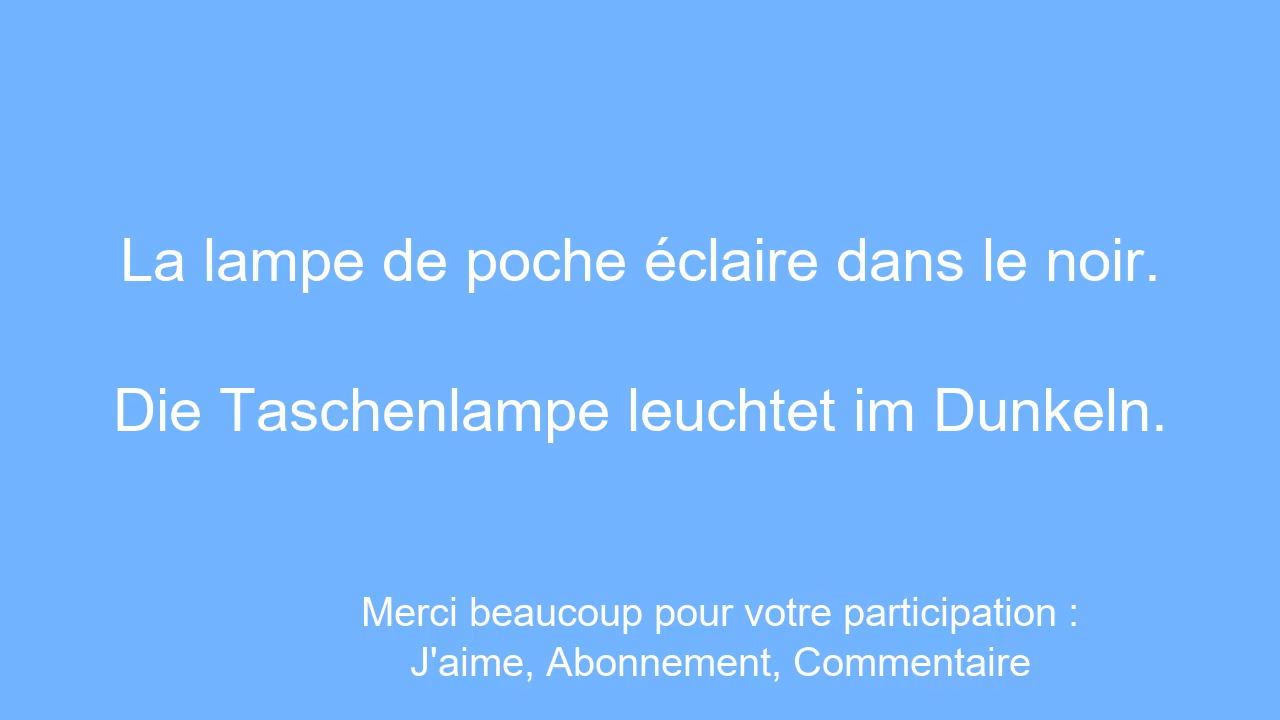 La lampe de poche éclaire dans le noir.
Die Taschenlampe leuchtet im Dunkeln.
Merci beaucoup pour votre participation :
J'aime, Abonnement, Commentaire